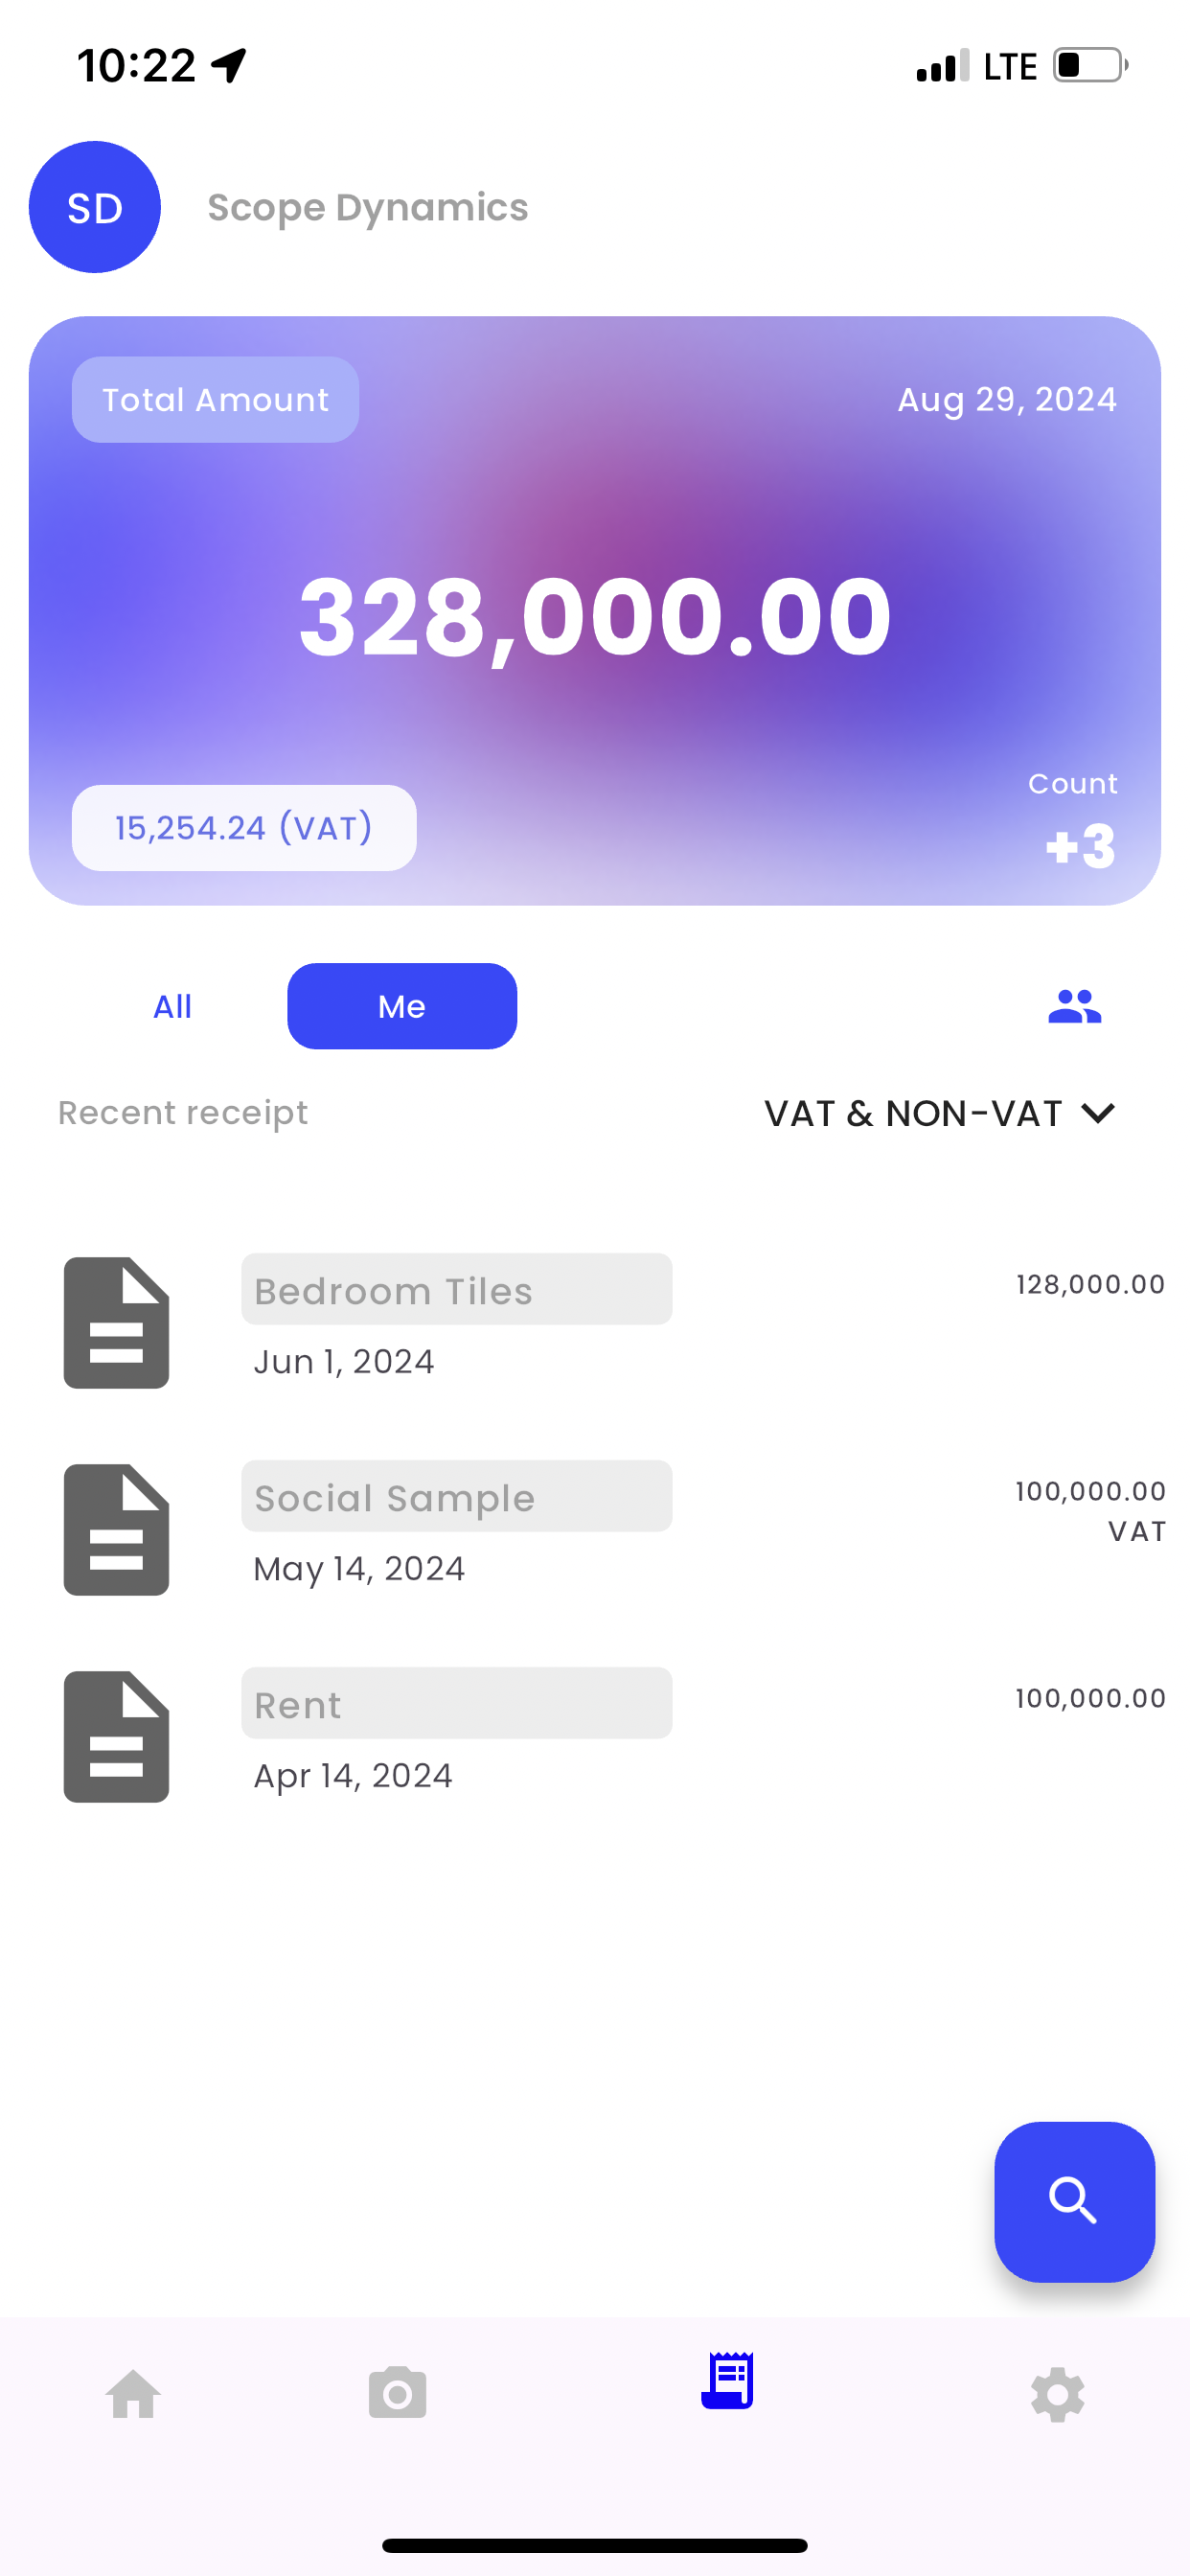 10:22
LTE
SD
Scope Dynamics
Total Amount
Aug 29, 2024
328,000.00
15,254.24 (VAT)
Count
+3
All
Me
Recent receipt
VAT & NON-VAT
Bedroom Tiles
128,000.00
Jun 1, 2024
Social Sample
100,000.00
VAT
May 14, 2024
Rent
100,000.00
Apr 14, 2024